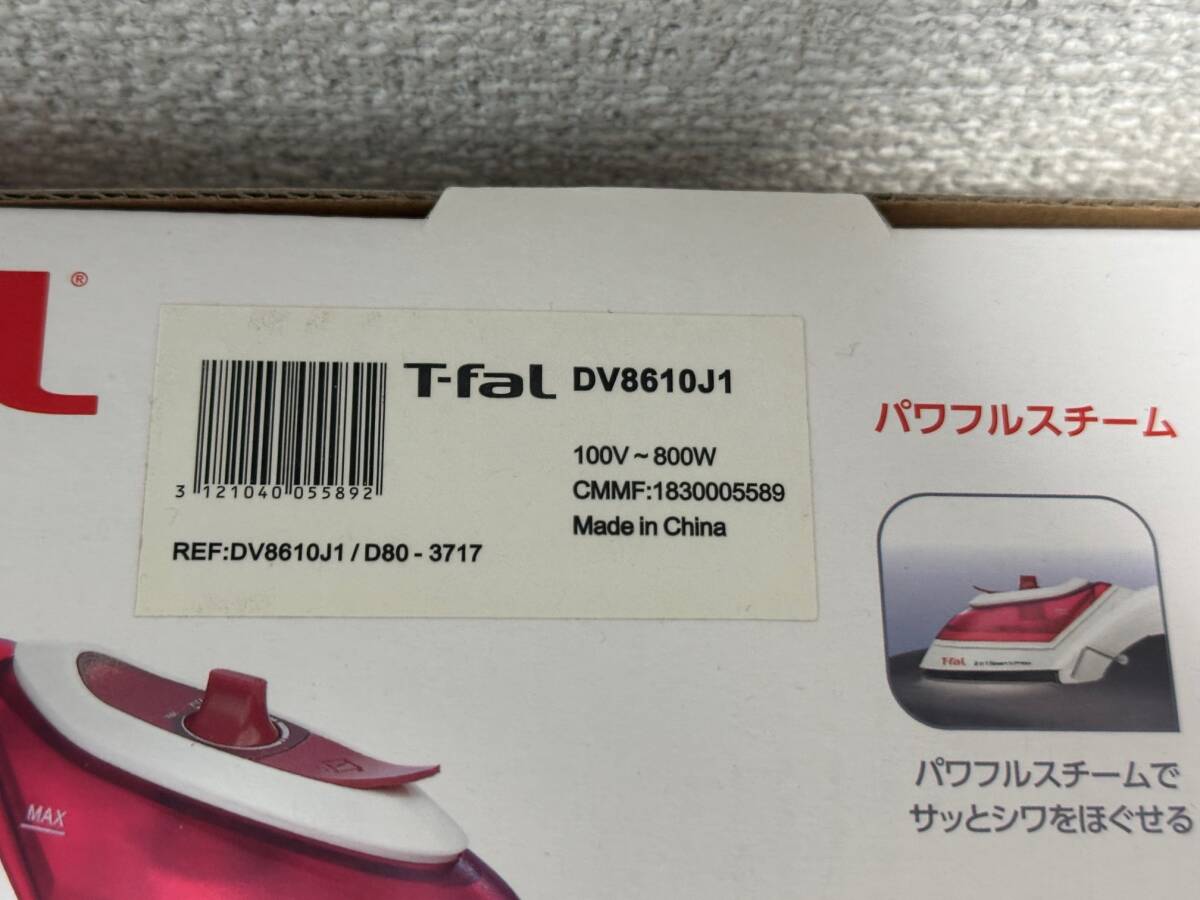 ®
T-fal DV8610J1
100V ~ 800W
CMMF:1830005589
Made in China
3 121040 055892
REF:DV8610J1 / D80 - 3717
パワフルスチーム
T-fal
パワフルスチームで
サッとシワをほぐせる
MAX